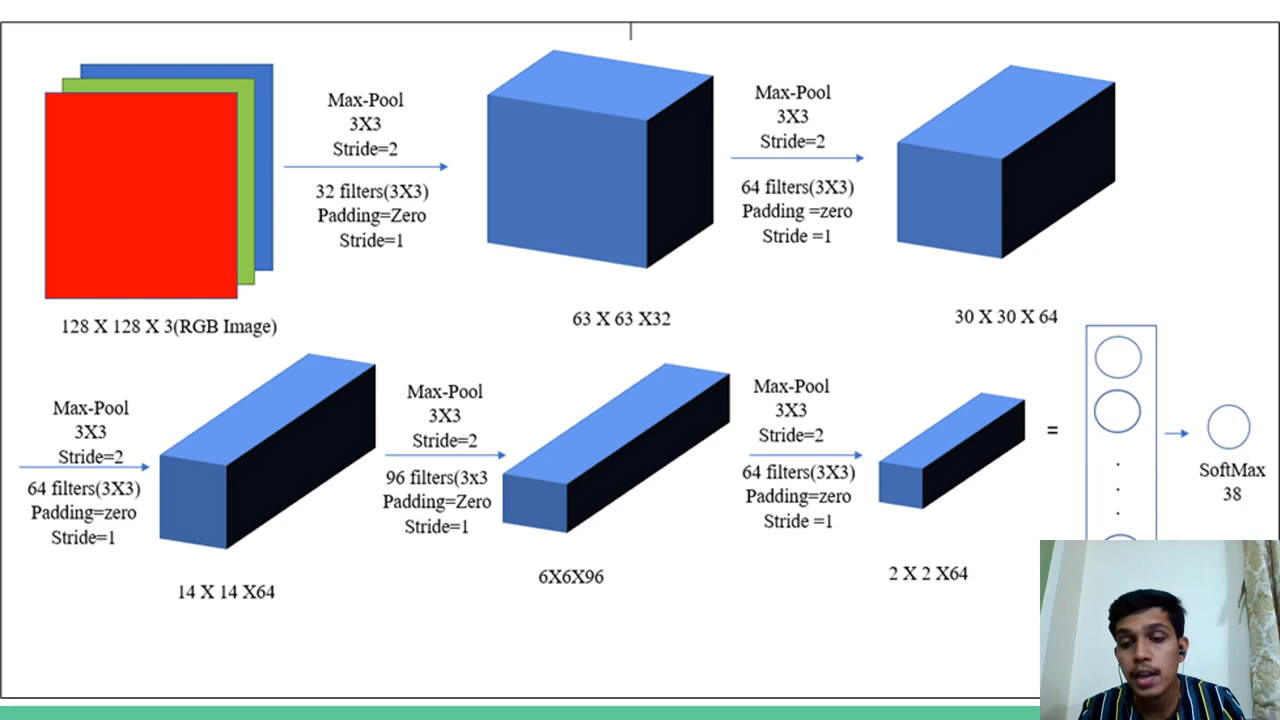 Max-Pool
3X3
Stride=2
32 filters(3X3)
Padding=Zero
Stride=1
128 X 128 X 3(RGB Image)
63 X 63 X32
Max-Pool
3X3
Stride=2
64 filters(3X3)
Padding =zero
Stride =1
30 X 30 X 64
Max-Pool
3X3
Stride=2
64 filters(3X3)
Padding=zero
Stride=1
14 X 14 X64
Max-Pool
3X3
Stride=2
96 filters(3x3
Padding=Zero
Stride=1
6X6X96
Max-Pool
3X3
Stride=2
64 filters(3X3)
Padding=zero
Stride =1
2 X 2 X64
=
SoftMax
38